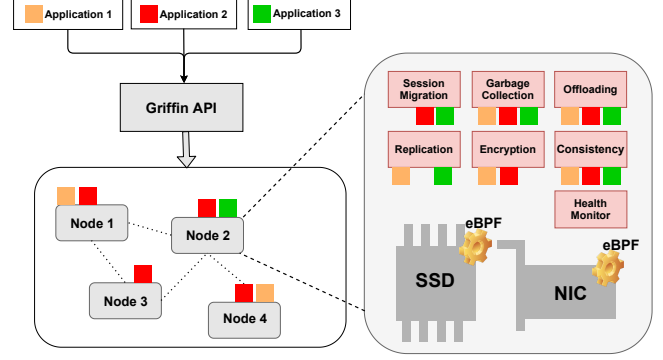 Application 1
Application 2
Application 3
Griffin API
Node 1
Node 2
Node 3
Node 4
Session
Migration
Garbage
Collection
Offloading
Replication
Encryption
Consistency
Health
Monitor
eBPF
SSD
eBPF
NIC